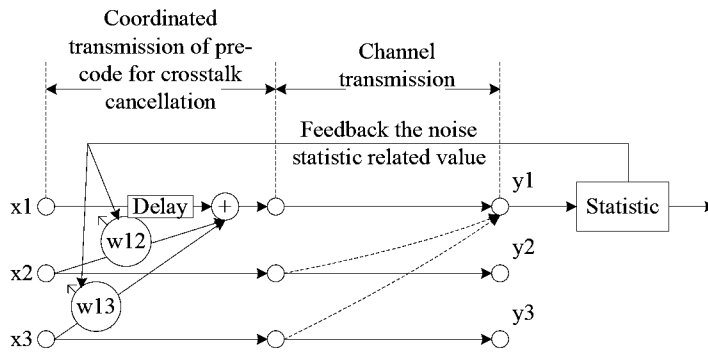 Coordinated
transmission of pre-
code for crosstalk
cancellation
Channel
transmission
Feedback the noise
statistic related value
x1
Delay
+
y1
Statistic
w12
x2
y2
w13
x3
y3